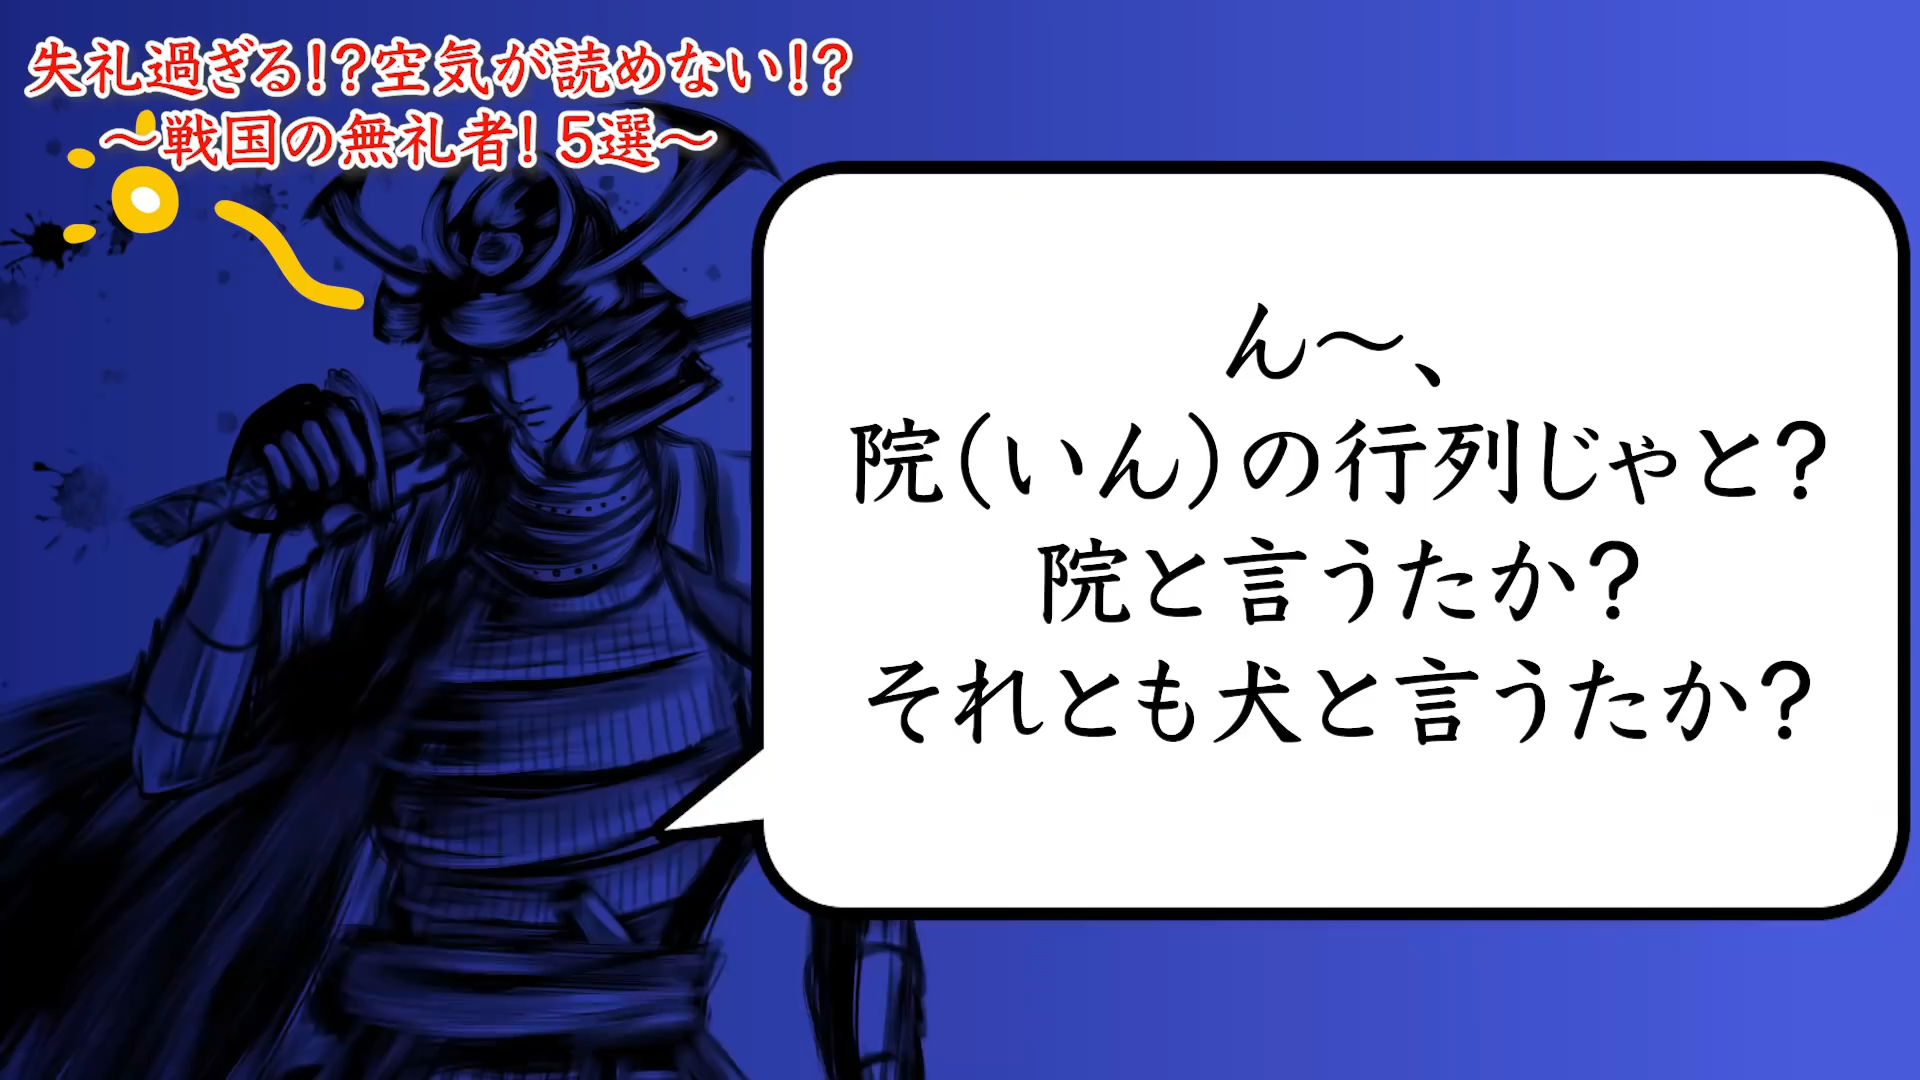 失礼過ぎる!?空気が読めない!?
～戦国の無礼者！5選～
ん～、
院(いん)の行列じゃと?
院と言うたか?
それとも犬と言うたか?